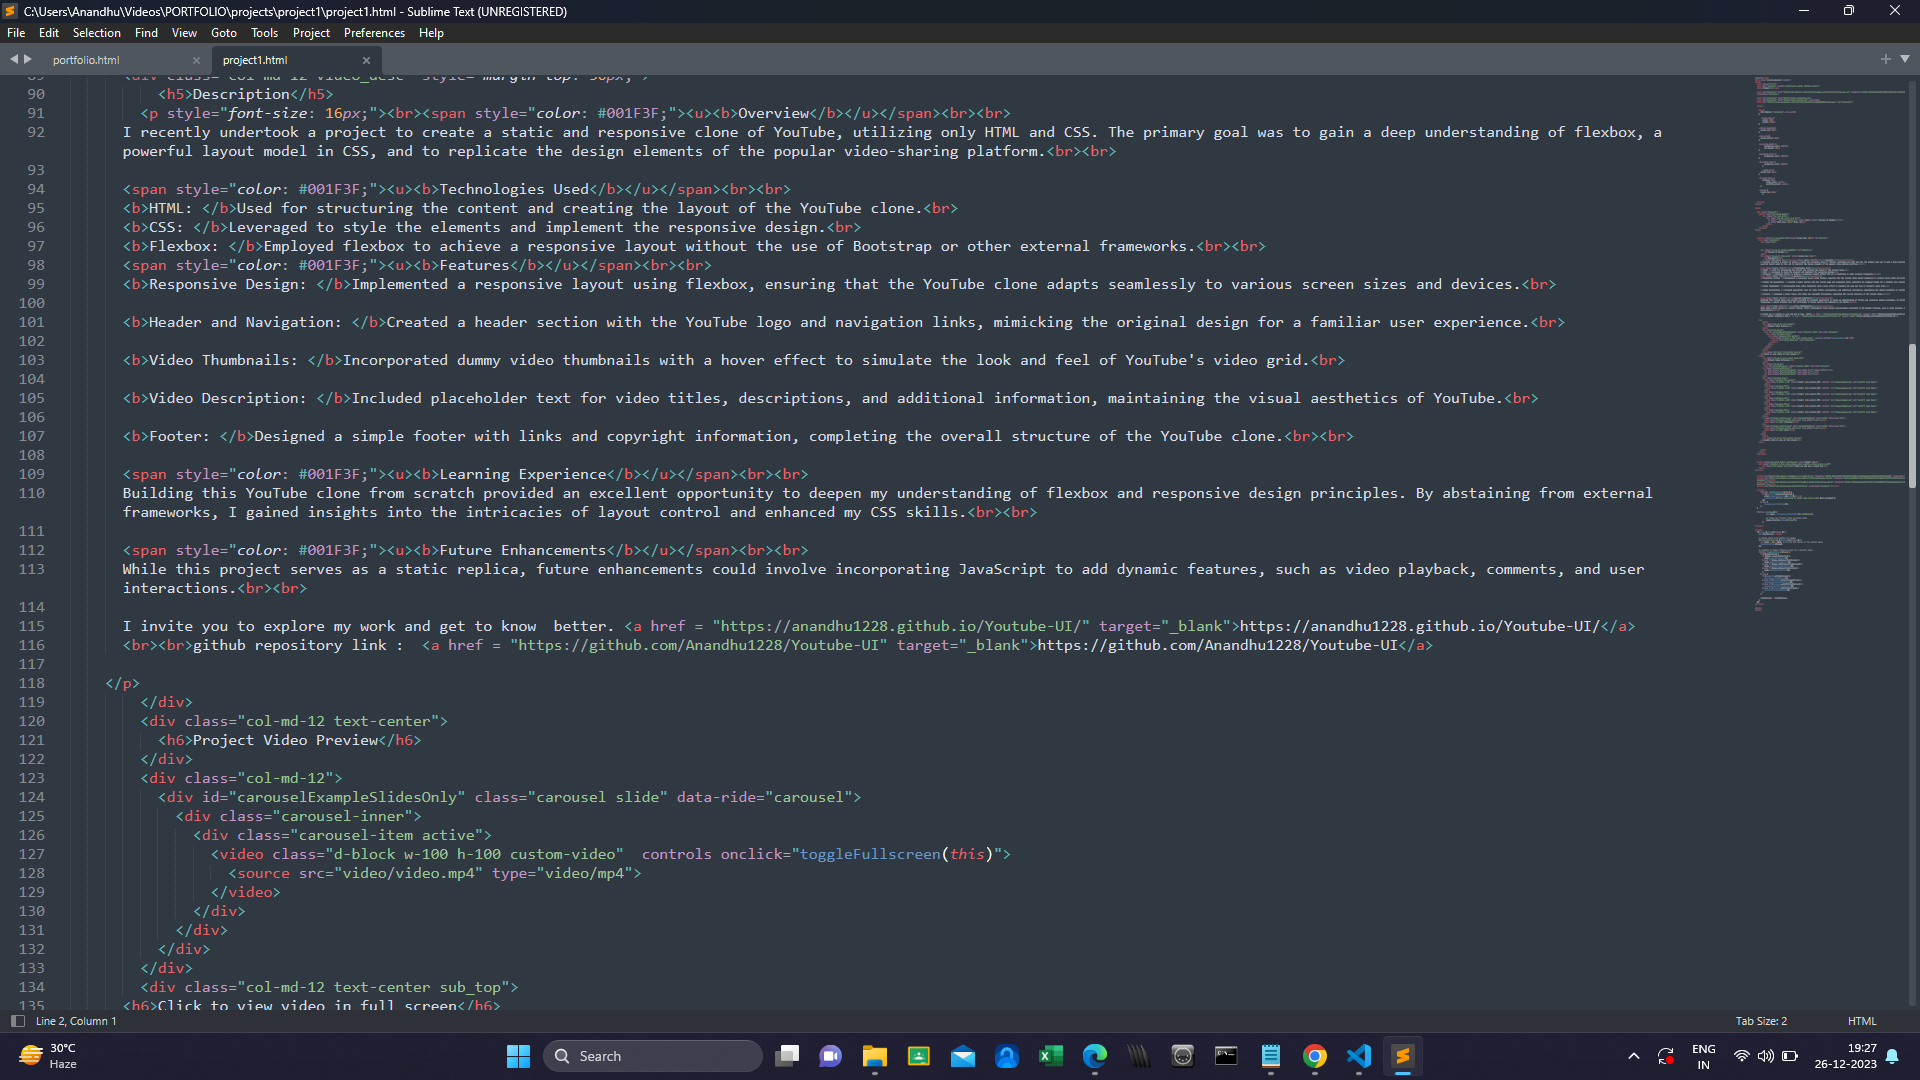 C:\Users\Anandhu\Videos\PORTFOLIO\projects\project1\project1.html - Sublime Text (UNREGISTERED)
File Edit Selection Find View Goto Tools Project Preferences Help
portfolio.html project1.html
90 <h5>Description</h5>
91 <p style="font-size: 16px;"><br><span style="color: #001F3F;"><u><b>Overview</b></u></span><br><br>
92 I recently undertook a project to create a static and responsive clone of YouTube, utilizing only HTML and CSS. The primary goal was to gain a deep understanding of flexbox, a
powerful layout model in CSS, and to replicate the design elements of the popular video-sharing platform.<br><br>
93
94 <span style="color: #001F3F;"><u><b>Technologies Used</b></u></span><br><br>
95 <b>HTML: </b>Used for structuring the content and creating the layout of the YouTube clone.<br>
96 <b>CSS: </b>Leveraged to style the elements and implement the responsive design.<br>
97 <b>Flexbox: </b>Employed flexbox to achieve a responsive layout without the use of Bootstrap or other external frameworks.<br><br>
98 <span style="color: #001F3F;"><u><b>Features</b></u></span><br><br>
99 <b>Responsive Design: </b>Implemented a responsive layout using flexbox, ensuring that the YouTube clone adapts seamlessly to various screen sizes and devices.<br>
100
101 <b>Header and Navigation: </b>Created a header section with the YouTube logo and navigation links, mimicking the original design for a familiar user experience.<br>
102
103 <b>Video Thumbnails: </b>Incorporated dummy video thumbnails with a hover effect to simulate the look and feel of YouTube's video grid.<br>
104
105 <b>Video Description: </b>Included placeholder text for video titles, descriptions, and additional information, maintaining the visual aesthetics of YouTube.<br>
106
107 <b>Footer: </b>Designed a simple footer with links and copyright information, completing the overall structure of the YouTube clone.<br><br>
108
109 <span style="color: #001F3F;"><u><b>Learning Experience</b></u></span><br><br>
110 Building this YouTube clone from scratch provided an excellent opportunity to deepen my understanding of flexbox and responsive design principles. By abstaining from external
frameworks, I gained insights into the intricacies of layout control and enhanced my CSS skills.<br><br>
111
112 <span style="color: #001F3F;"><u><b>Future Enhancements</b></u></span><br><br>
113 While this project serves as a static replica, future enhancements could involve incorporating JavaScript to add dynamic features, such as video playback, comments, and user
interactions.<br><br>
114
115 I invite you to explore my work and get to know  better. <a href = "https://anandhu1228.github.io/Youtube-UI/" target="_blank">https://anandhu1228.github.io/Youtube-UI/</a>
116 <br><br>github repository link :  <a href = "https://github.com/Anandhu1228/Youtube-UI" target="_blank">https://github.com/Anandhu1228/Youtube-UI</a>
117
118 </p>
119 </div>
120 <div class="col-md-12 text-center">
121 <h6>Project Video Preview</h6>
122 </div>
123 <div class="col-md-12">
124 <div id="carouselExampleSlidesOnly" class="carousel slide" data-ride="carousel">
125 <div class="carousel-inner">
126 <div class="carousel-item active">
127 <video class="d-block w-100 h-100 custom-video"  controls onclick="toggleFullscreen(this)">
128 <source src="video/video.mp4" type="video/mp4">
129 </video>
130 </div>
131 </div>
132 </div>
133 </div>
134 <div class="col-md-12 text-center sub_top">
135 <h6>Click to view video in full screen</h6>
Line 2, Column 1 Tab Size: 2 HTML
30°C
Haze
Search
ENG
IN
19:27
26-12-2023